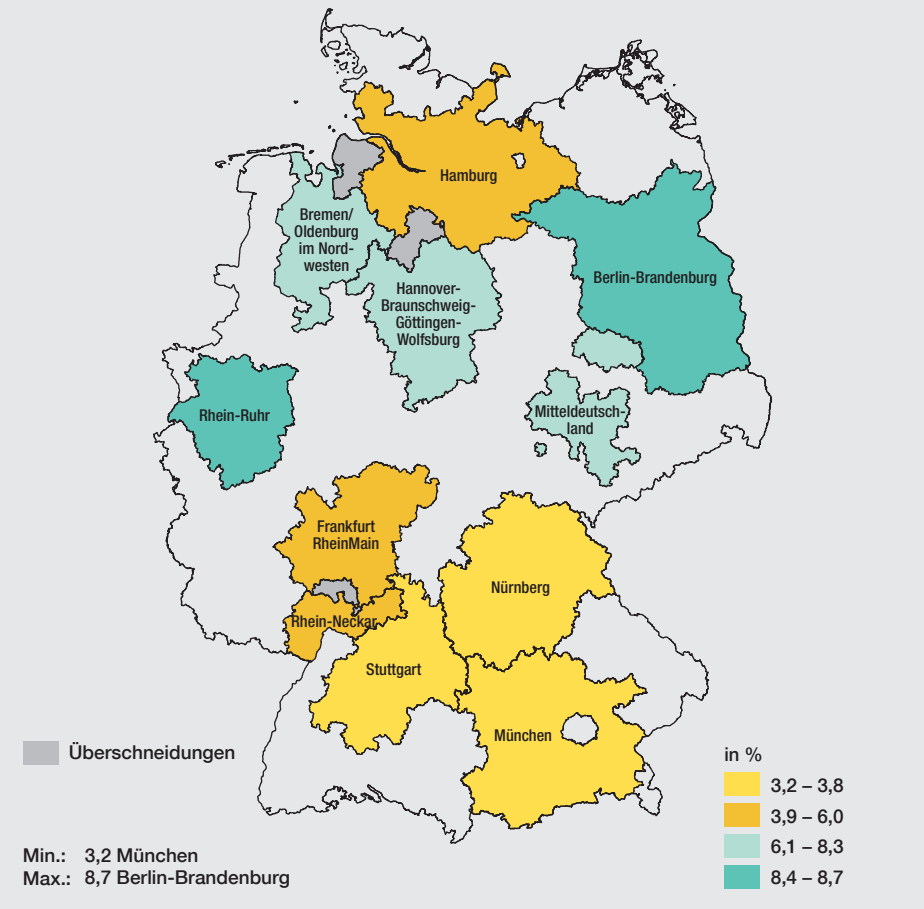 Hamburg
Bremen/
Oldenburg
im Nord-
westen
Berlin-Brandenburg
Hannover-
Braunschweig-
Göttingen-
Wolfsburg
Rhein-Ruhr
Mitteldeutsch-
land
Frankfurt
RheinMain
Nürnberg
Rhein-Neckar
Stuttgart
München
Überschneidungen
in %
3,2 – 3,8
3,9 – 6,0
6,1 – 8,3
8,4 – 8,7
Min.: 3,2 München
Max.: 8,7 Berlin-Brandenburg